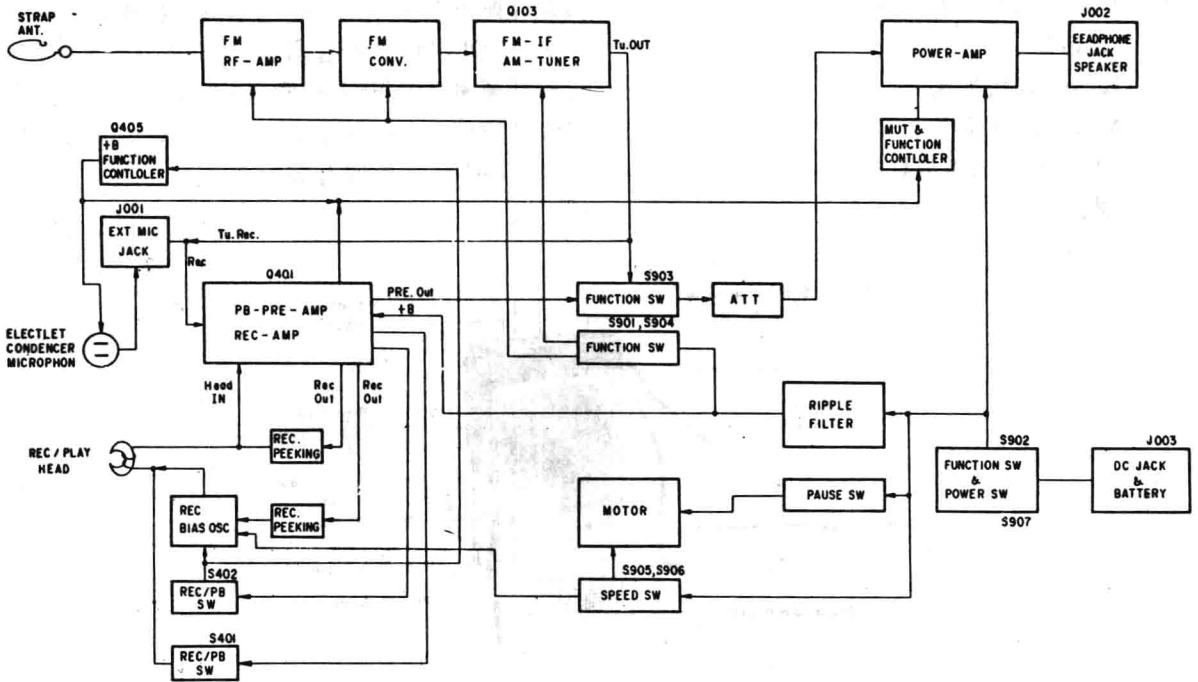 STRAP
ANT.
FM
RF-AMP
FM
CONV.
Q103
FM-IF
AM-TUNER
Tu.OUT
POWER-AMP
J002
EEADPHONE
JACK
SPEAKER
MUT &
FUNCTION
CONTLOLER
Q405
+B
FUNCTION
CONTLOLER
J001
EXT MIC
JACK
Tu.Rec.
Rec
ELECTLET
CONDENCER
MICROPHON
Q401
PB-PRE-AMP
REC-AMP
PRE.Out
+B
S903
FUNCTION SW
ATT
S901,S904
FUNCTION SW
Head
IN
Rec
Out
Rec
Out
RIPPLE
FILTER
REC/PLAY
HEAD
REC.
PEEKING
S902
FUNCTION SW
&
POWER SW
S907
J003
DC JACK
&
BATTERY
REC
BIAS OSC
REC.
PEEKING
MOTOR
PAUSE SW
S402
REC/PB
SW
S905,S906
SPEED SW
S401
REC/PB
SW